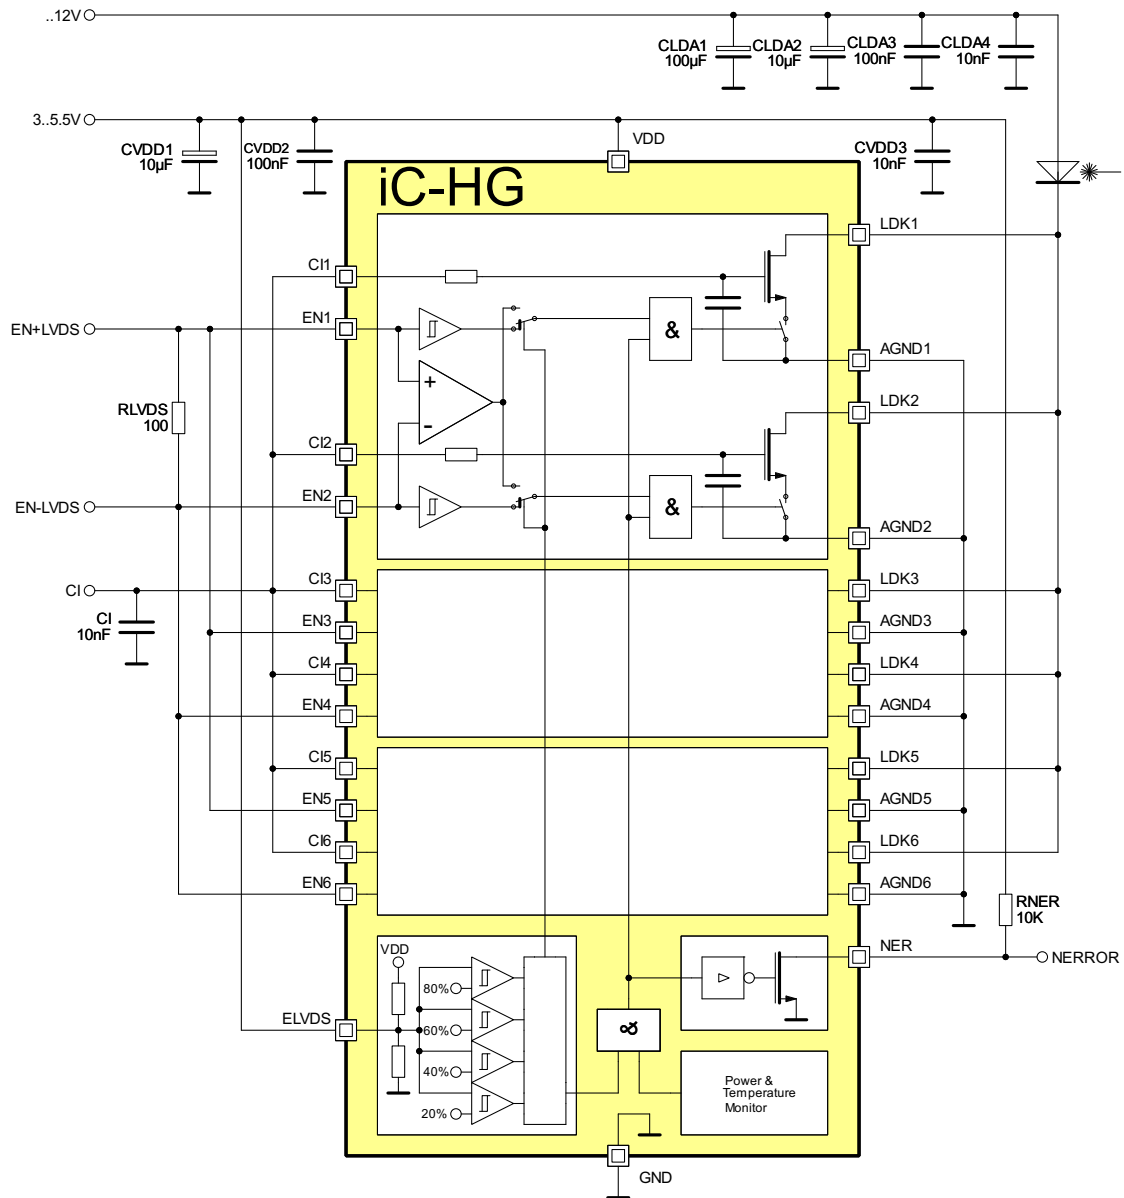 ..12V
CLDA1
100µF
CLDA2
10µF
CLDA3
100nF
CLDA4
10nF
3..5.5V
CVDD1
10µF
CVDD2
100nF
VDD
CVDD3
10nF
iC-HG
LDK1
CI1
EN+LVDS
EN1
&
AGND1
+
-
RLVDS
100
LDK2
CI2
EN-LVDS
EN2
&
AGND2
CI
CI
10nF
CI3
LDK3
EN3
AGND3
CI4
LDK4
EN4
AGND4
CI5
LDK5
EN5
AGND5
CI6
LDK6
EN6
AGND6
RNER
10K
VDD
NER
NERROR
80%
ELVDS
60%
&
40%
20%
Power &
Temperature
Monitor
GND